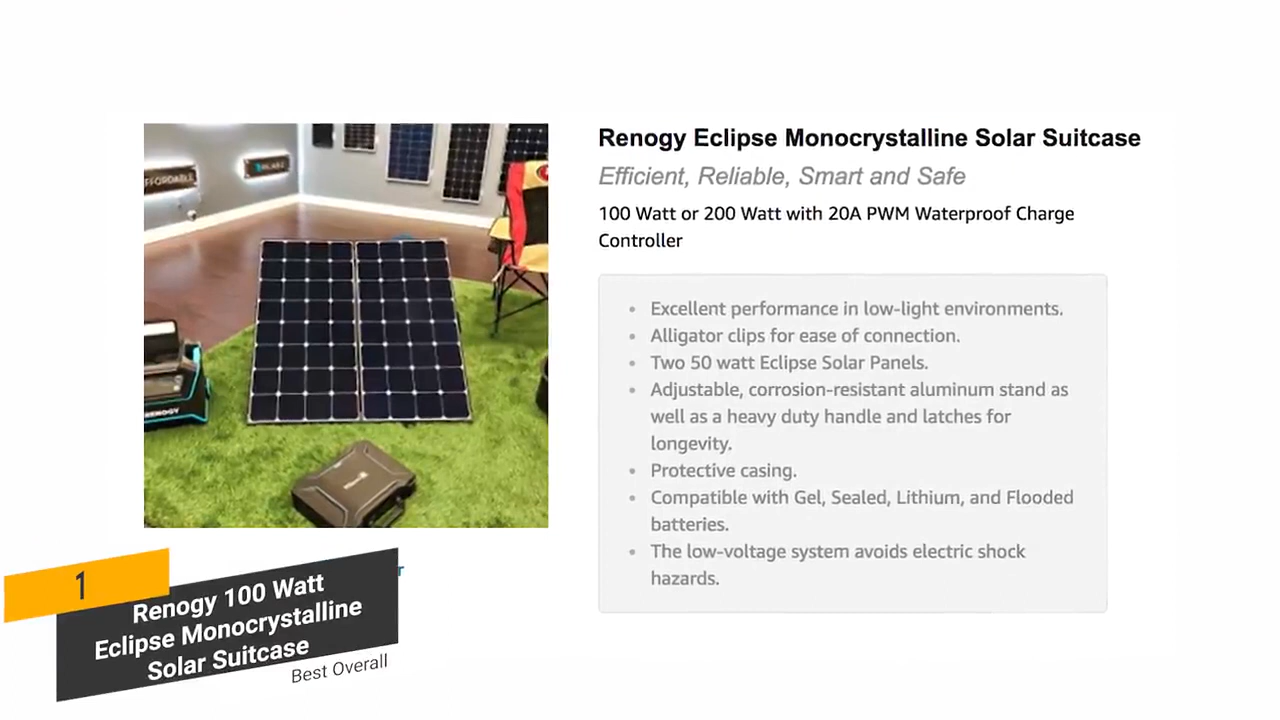 Renogy Eclipse Monocrystalline Solar Suitcase
Efficient, Reliable, Smart and Safe
100 Watt or 200 Watt with 20A PWM Waterproof Charge
Controller
• Excellent performance in low-light environments.
• Alligator clips for ease of connection.
• Two 50 watt Eclipse Solar Panels.
• Adjustable, corrosion-resistant aluminum stand as
well as a heavy duty handle and latches for
longevity.
• Protective casing.
• Compatible with Gel, Sealed, Lithium, and Flooded
batteries.
• The low-voltage system avoids electric shock
hazards.
RENOGY
1
Renogy 100 Watt
Eclipse Monocrystalline
Solar Suitcase
Best Overall
r